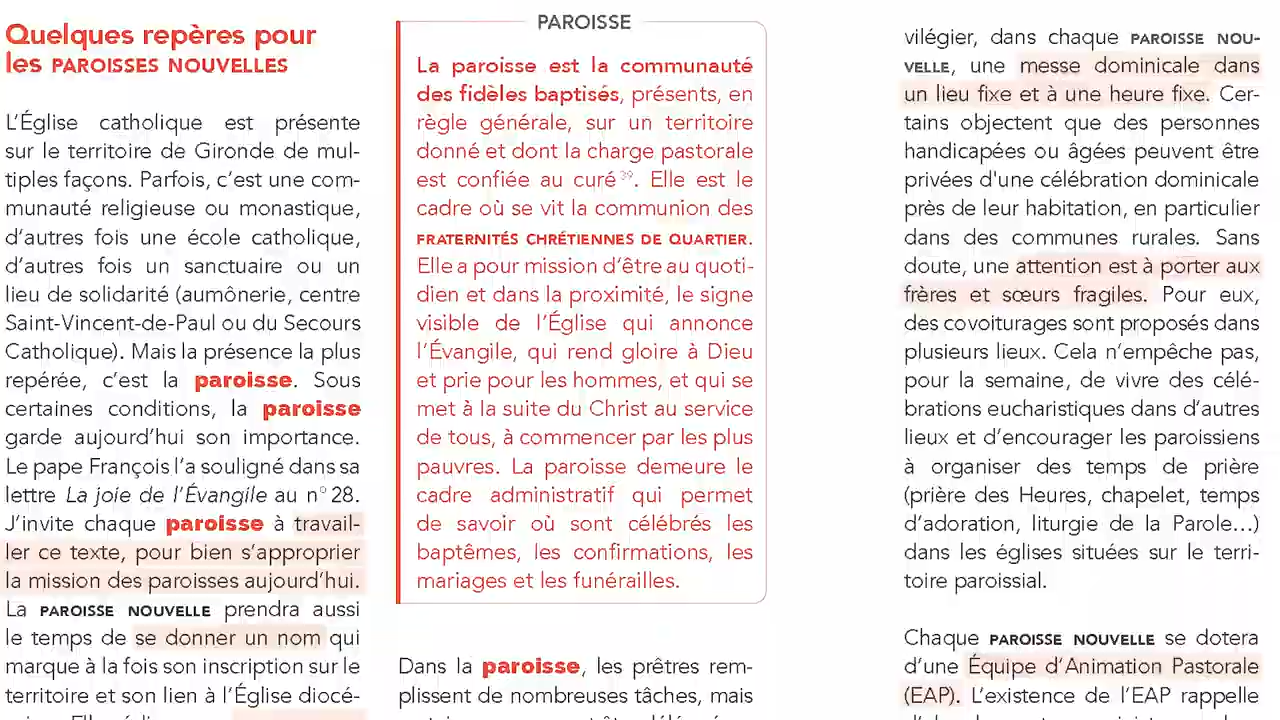 Quelques repères pour
les PAROISSES NOUVELLES
L'Église catholique est présente
sur le territoire de Gironde de mul-
tiples façons. Parfois, c'est une com-
munauté religieuse ou monastique,
d'autres fois une école catholique,
d'autres fois un sanctuaire ou un
lieu de solidarité (aumônerie, centre
Saint-Vincent-de-Paul ou du Secours
Catholique). Mais la présence la plus
repérée, c'est la paroisse. Sous
certaines conditions, la paroisse
garde aujourd'hui son importance.
Le pape François l'a souligné dans sa
lettre La joie de l'Évangile au n°28.
J'invite chaque paroisse à travail-
ler ce texte, pour bien s'approprier
la mission des paroisses aujourd'hui.
La PAROISSE NOUVELLE prendra aussi
le temps de se donner un nom qui
marque à la fois son inscription sur le
territoire et son lien à l'Église diocé-
PAROISSE
La paroisse est la communauté
des fidèles baptisés, présents, en
règle générale, sur un territoire
donné et dont la charge pastorale
est confiée au curé39. Elle est le
cadre où se vit la communion des
FRATERNITÉS CHRÉTIENNES DE QUARTIER.
Elle a pour mission d'être au quoti-
dien et dans la proximité, le signe
visible de l'Église qui annonce
l'Évangile, qui rend gloire à Dieu
et prie pour les hommes, et qui se
met à la suite du Christ au service
de tous, à commencer par les plus
pauvres. La paroisse demeure le
cadre administratif qui permet
de savoir où sont célébrés les
baptêmes, les confirmations, les
mariages et les funérailles.
Dans la paroisse, les prêtres rem-
plissent de nombreuses tâches, mais
vilégier, dans chaque PAROISSE NOU-
VELLE, une messe dominicale dans
un lieu fixe et à une heure fixe. Cer-
tains objectent que des personnes
handicapées ou âgées peuvent être
privées d'une célébration dominicale
près de leur habitation, en particulier
dans des communes rurales. Sans
doute, une attention est à porter aux
frères et sœurs fragiles. Pour eux,
des covoiturages sont proposés dans
plusieurs lieux. Cela n'empêche pas,
pour la semaine, de vivre des célé-
brations eucharistiques dans d'autres
lieux et d'encourager les paroissiens
à organiser des temps de prière
(prière des Heures, chapelet, temps
d'adoration, liturgie de la Parole...)
dans les églises situées sur le terri-
toire paroissial.
Chaque PAROISSE NOUVELLE se dotera
d'une Équipe d'Animation Pastorale
(EAP). L'existence de l'EAP rappelle